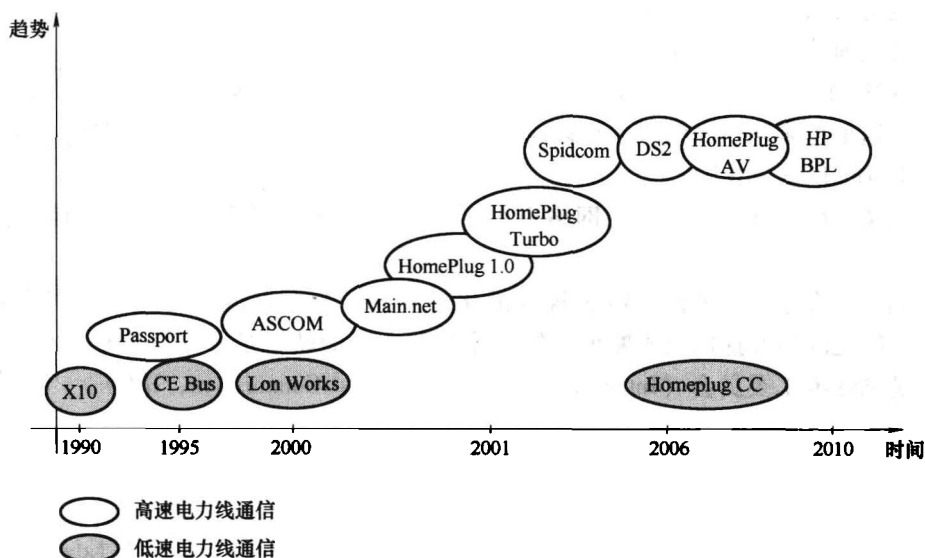 趋势
Spidcom
DS2
HomePlug
AV
HP
BPL
HomePlug
Turbo
HomePlug 1.0
Main.net
ASCOM
Passport
X10
CE Bus
Lon Works
Homeplug CC
1990
1995
2000
2001
2006
2010
时间
高速电力线通信
低速电力线通信